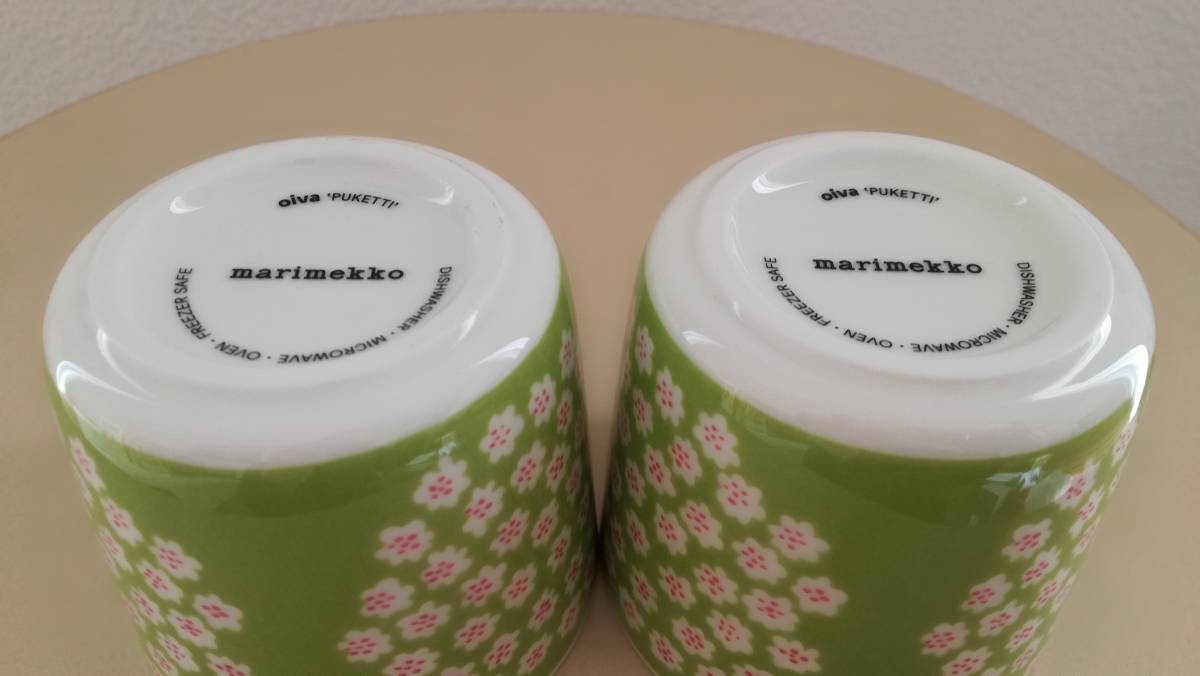 oiva 'PUKETTI'
marimekko
DISHWASHER · MICROWAVE · OVEN · FREEZER SAFE
oiva 'PUKETTI'
marimekko
DISHWASHER · MICROWAVE · OVEN · FREEZER SAFE